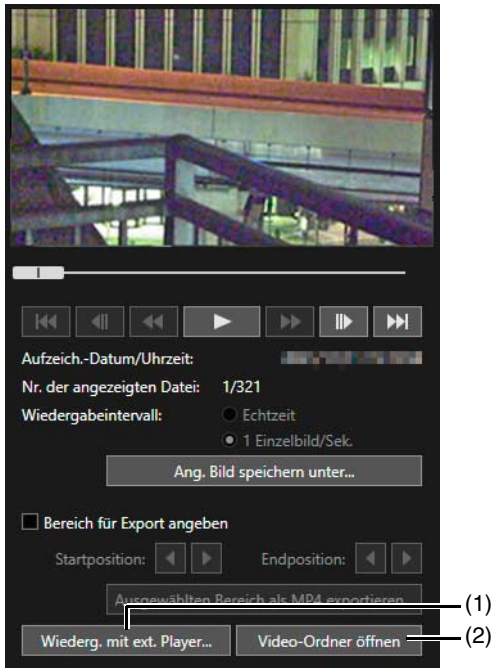 Aufzeich.-Datum/Uhrzeit:
Nr. der angezeigten Datei: 1/321
Wiedergabeintervall: Echtzeit
1 Einzelbild/Sek.
Ang. Bild speichern unter...
Bereich für Export angeben
Startposition: Endposition:
Ausgewählten Bereich als MP4 exportieren...
(1)
Wiederg. mit ext. Player... Video-Ordner öffnen
(2)